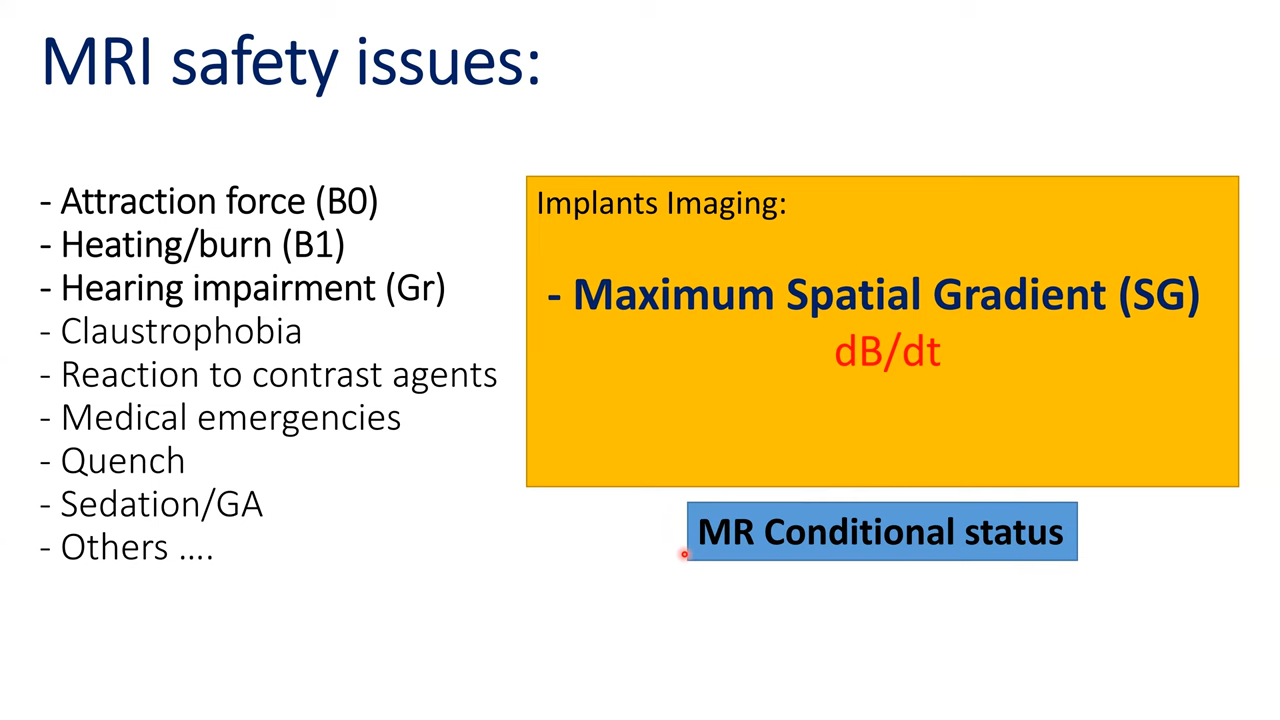 MRI safety issues:
- Attraction force (B0)
- Heating/burn (B1)
- Hearing impairment (Gr)
- Claustrophobia
- Reaction to contrast agents
- Medical emergencies
- Quench
- Sedation/GA
- Others ....
Implants Imaging:
- Maximum Spatial Gradient (SG)
dB/dt
MR Conditional status